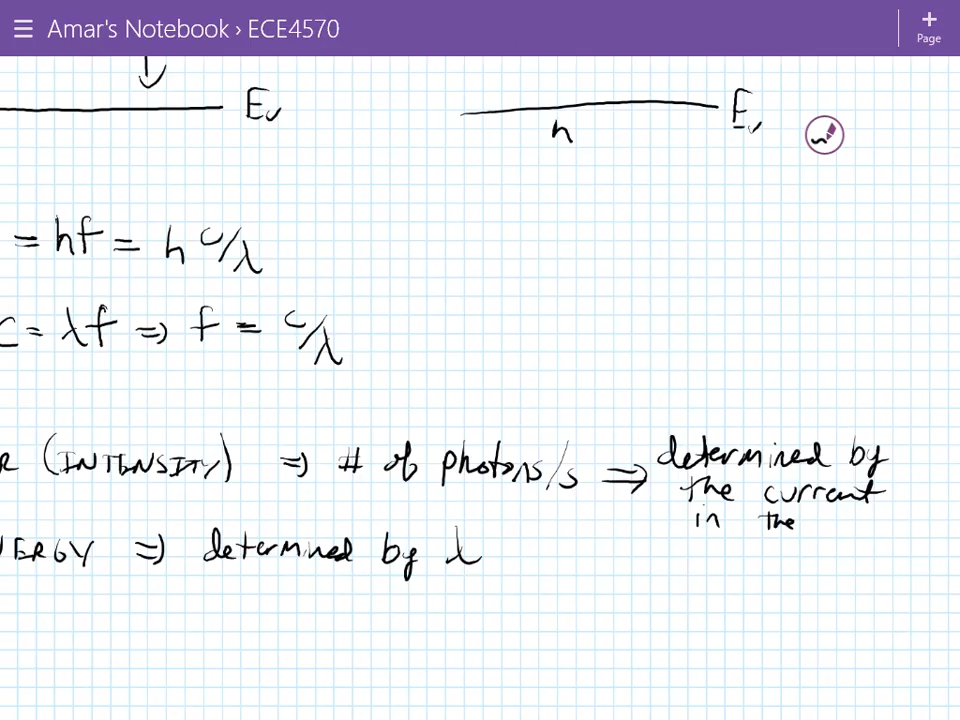 Amar's Notebook › ECE4570
Page
Ev
Ev
h
= hf = h c/λ
C = λf => f = c/λ
R (INTENSITY) => # of photons/s => determined by
the current
in the
NERGY => determined by λ